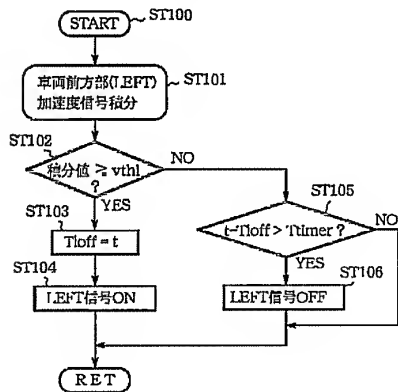 START
ST100
車両前方部(LEFT)
加速度信号積分
ST101
ST102
積分値 ≥ vthl
?
NO
YES
ST103
Tloff = t
ST104
LEFT信号ON
ST105
t-Tloff > Ttimer ?
NO
YES
ST106
LEFT信号OFF
RET